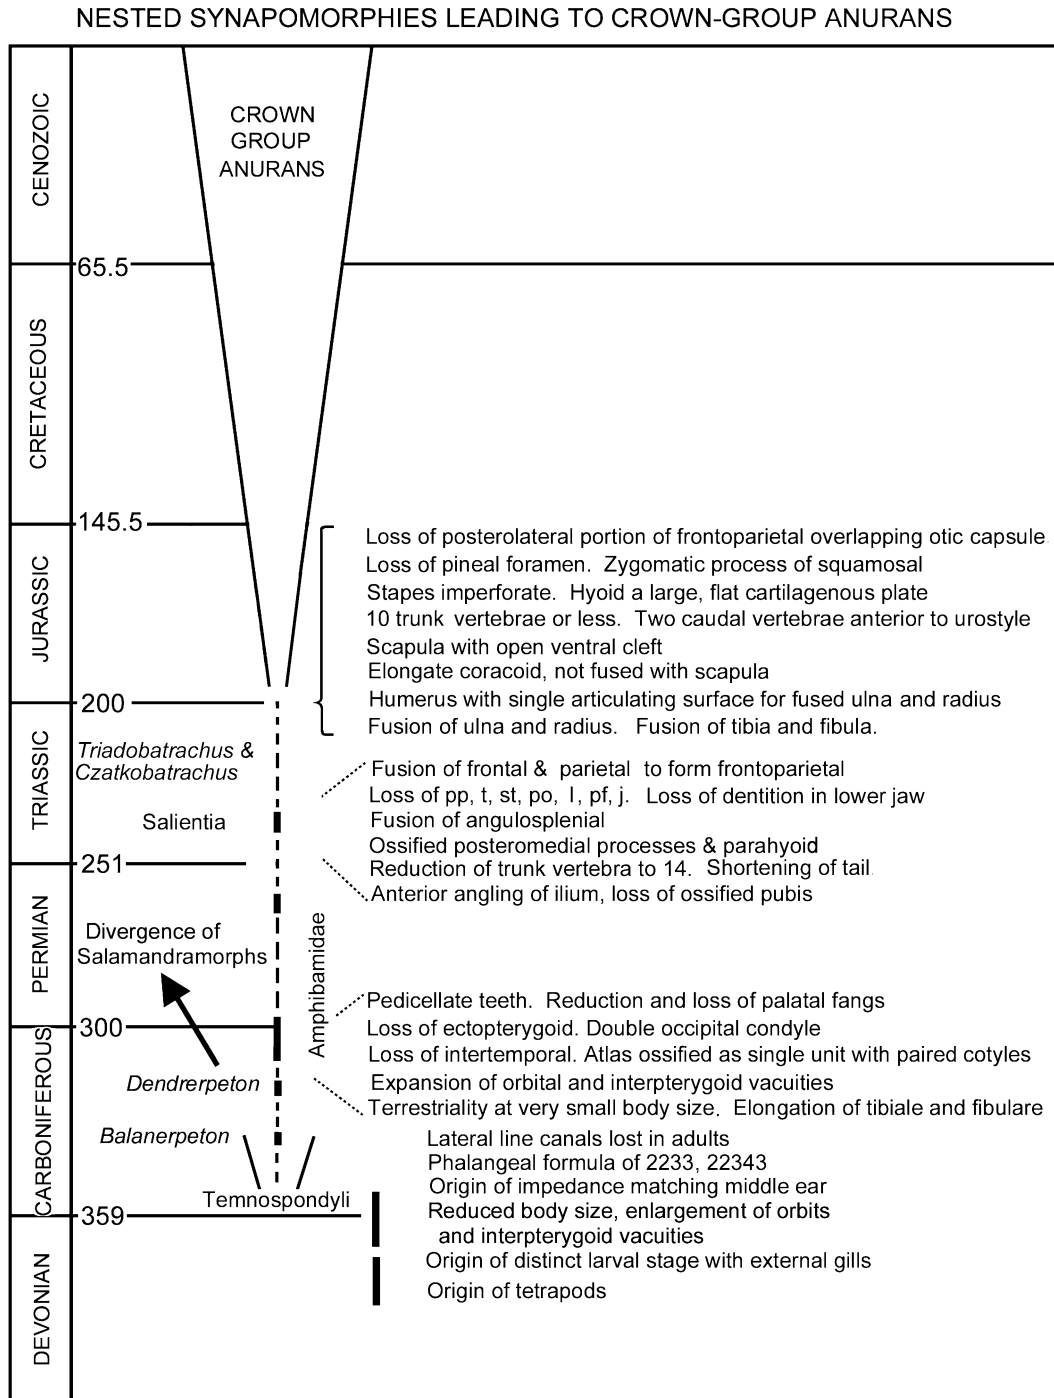 NESTED SYNAPOMORPHIES LEADING TO CROWN-GROUP ANURANS
CENOZOIC
CROWN
GROUP
ANURANS
65.5
CRETACEOUS
145.5
JURASSIC
Loss of posterolateral portion of frontoparietal overlapping otic capsule.
Loss of pineal foramen. Zygomatic process of squamosal
Stapes imperforate. Hyoid a large, flat cartilagenous plate
10 trunk vertebrae or less. Two caudal vertebrae anterior to urostyle
Scapula with open ventral cleft
Elongate coracoid, not fused with scapula
Humerus with single articulating surface for fused ulna and radius
Fusion of ulna and radius. Fusion of tibia and fibula.
200
TRIASSIC
Triadobatrachus &
Czatkobatrachus
Salientia
Fusion of frontal & parietal to form frontoparietal
Loss of pp, t, st, po, l, pf, j. Loss of dentition in lower jaw
Fusion of angulosplenial
Ossified posteromedial processes & parahyoid
Reduction of trunk vertebra to 14. Shortening of tail.
Anterior angling of ilium, loss of ossified pubis
251
PERMIAN
Divergence of
Salamandramorphs
Amphibamidae
Pedicellate teeth. Reduction and loss of palatal fangs
Loss of ectopterygoid. Double occipital condyle
Loss of intertemporal. Atlas ossified as single unit with paired cotyles
Expansion of orbital and interpterygoid vacuities
Terrestriality at very small body size. Elongation of tibiale and fibulare
300
CARBONIFEROUS
Dendrerpeton
Balanerpeton
Temnospondyli
Lateral line canals lost in adults
Phalangeal formula of 2233, 22343
Origin of impedance matching middle ear
Reduced body size, enlargement of orbits
and interpterygoid vacuities
Origin of distinct larval stage with external gills
Origin of tetrapods
359
DEVONIAN